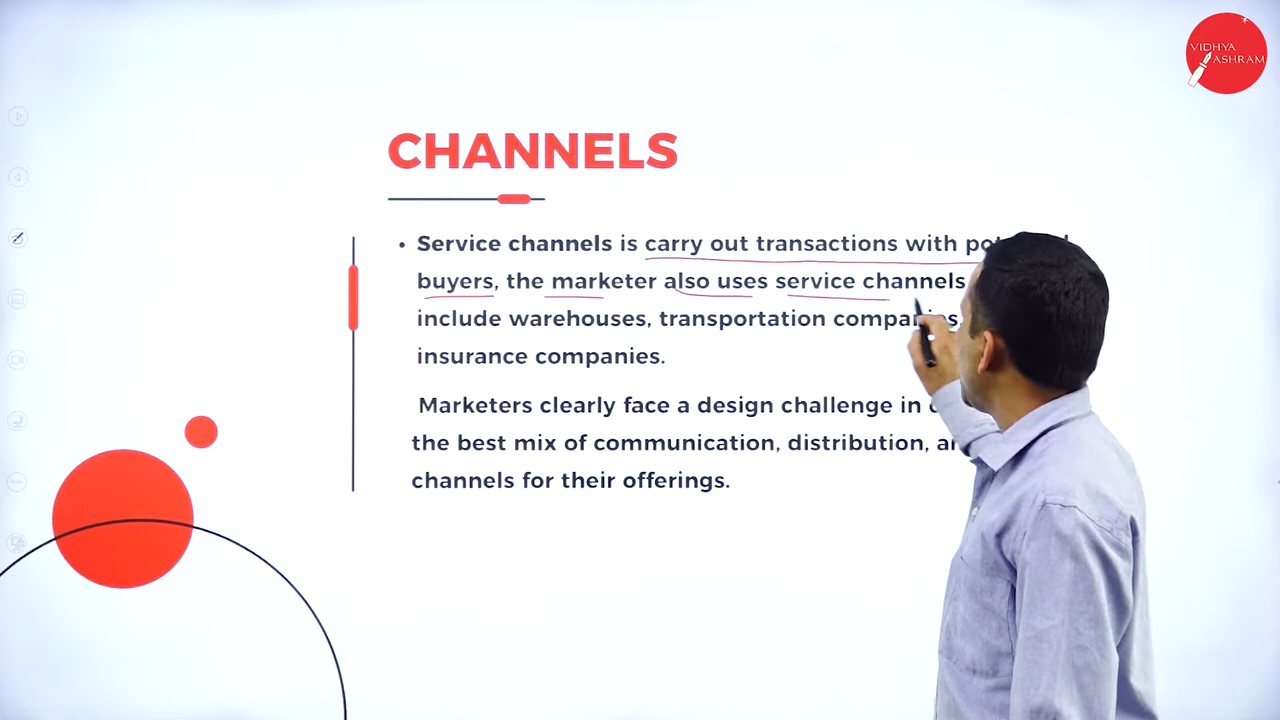 VIDHYA
ASHRAM
CHANNELS
• Service channels is carry out transactions with
buyers, the marketer also uses service channels
include warehouses, transportation companies
insurance companies.
Marketers clearly face a design challenge in
the best mix of communication, distribution,
channels for their offerings.